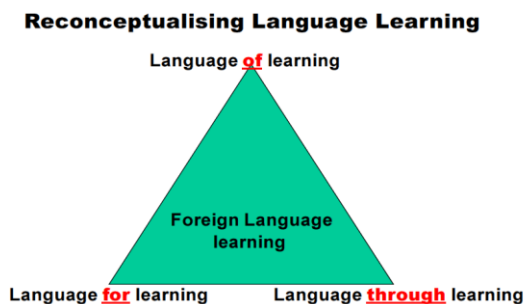 Reconceptualising Language Learning
Language of learning
Foreign Language
learning
Language for learning
Language through learning